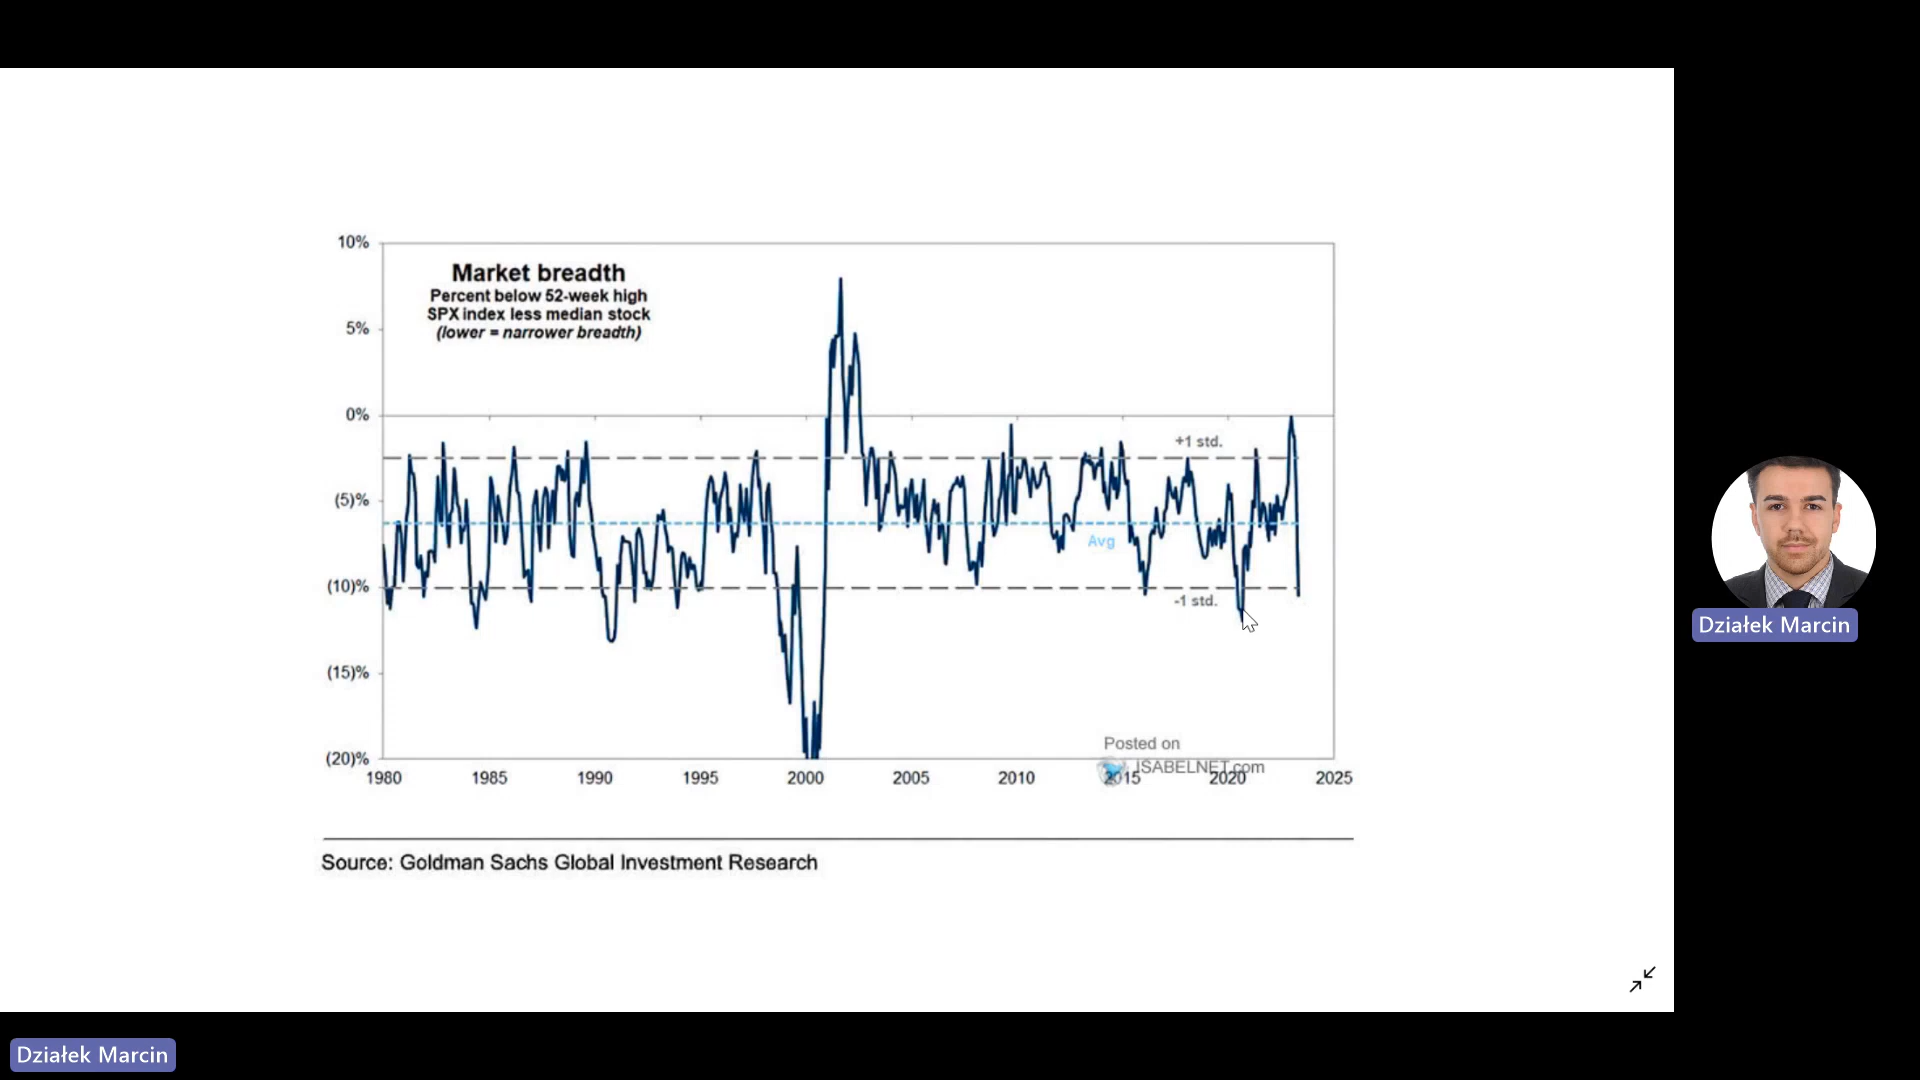 10%
Market breadth
Percent below 52-week high
SPX index less median stock
(lower = narrower breadth)
5%
0%
+1 std.
(5)%
Avg
(10)%
-1 std.
(15)%
Posted on
ISABELNET.com
(20)%
1980 1985 1990 1995 2000 2005 2010 2015 2020 2025
Source: Goldman Sachs Global Investment Research
Działek Marcin
Działek Marcin